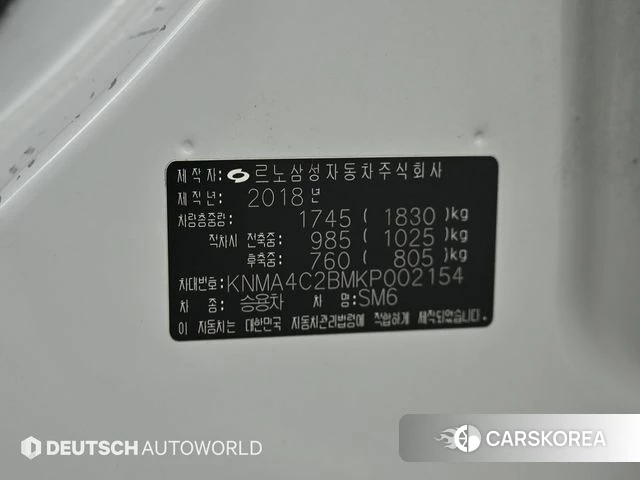 제작자: 르노삼성자동차주식회사
제작년: 2018년
차량총중량: 1745( 1830)kg
적차시 전축중: 985( 1025)kg
후축중: 760( 805)kg
차대번호: KNMA4C2BMKP002154
차 종: 승용차 차 명: SM6
이 자동차는 대한민국 자동차관리법령에 적합하게 제작되었습니다.
DEUTSCH AUTOWORLD
CARSKOREA